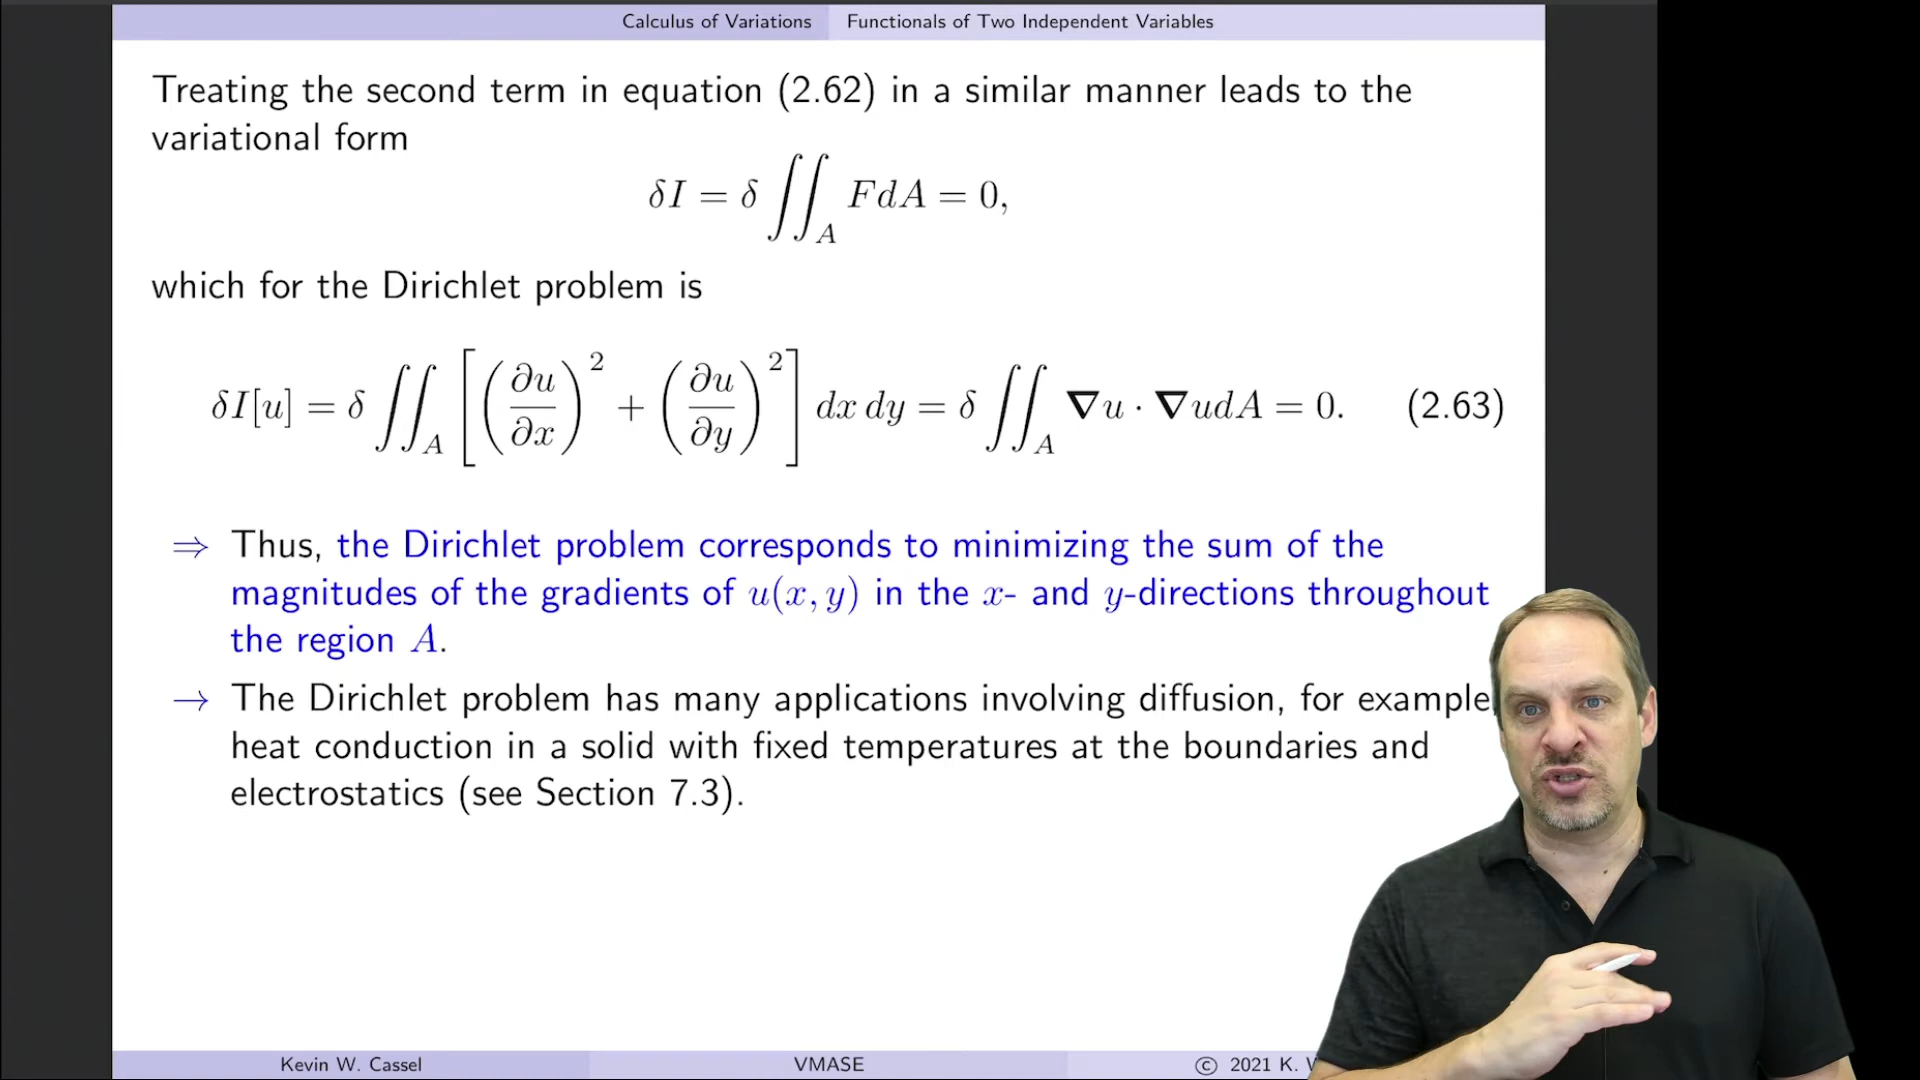 Calculus of Variations Functionals of Two Independent Variables
Treating the second term in equation (2.62) in a similar manner leads to the
variational form
δI = δ ∬_A F dA = 0,
which for the Dirichlet problem is
δI[u] = δ ∬_A [(∂u/∂x)² + (∂u/∂y)²] dx dy = δ ∬_A ∇u · ∇u dA = 0. (2.63)
⇒ Thus, the Dirichlet problem corresponds to minimizing the sum of the
magnitudes of the gradients of u(x, y) in the x- and y-directions throughout
the region A.
→ The Dirichlet problem has many applications involving diffusion, for example
heat conduction in a solid with fixed temperatures at the boundaries and
electrostatics (see Section 7.3).
Kevin W. Cassel VMASE © 2021 K.